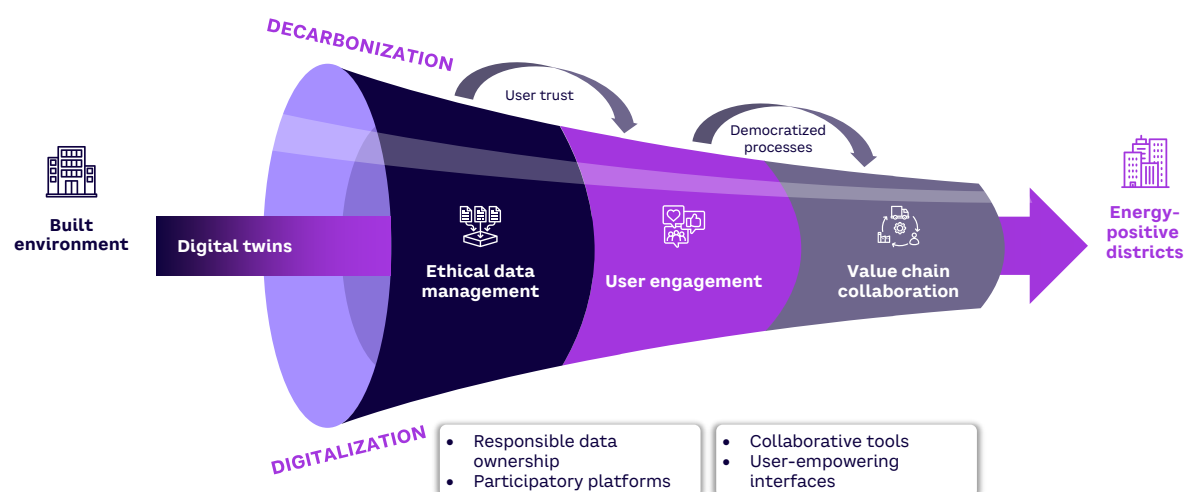 DECARBONIZATION
User trust
Democratized
processes
Built
environment
Digital twins
Ethical data
management
User engagement
Value chain
collaboration
Energy-
positive
districts
DIGITALIZATION
• Responsible data
ownership
• Participatory platforms
• Collaborative tools
• User-empowering
interfaces